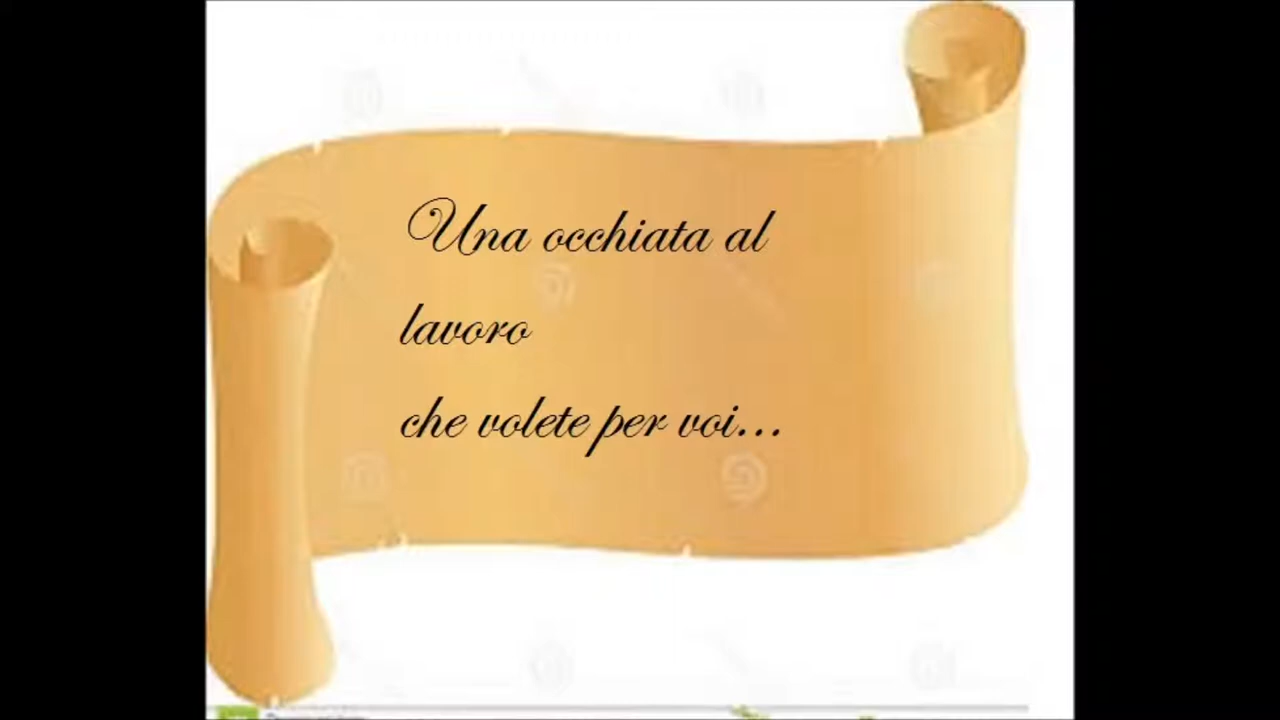 Una occhiata al
lavoro
che volete per voi...